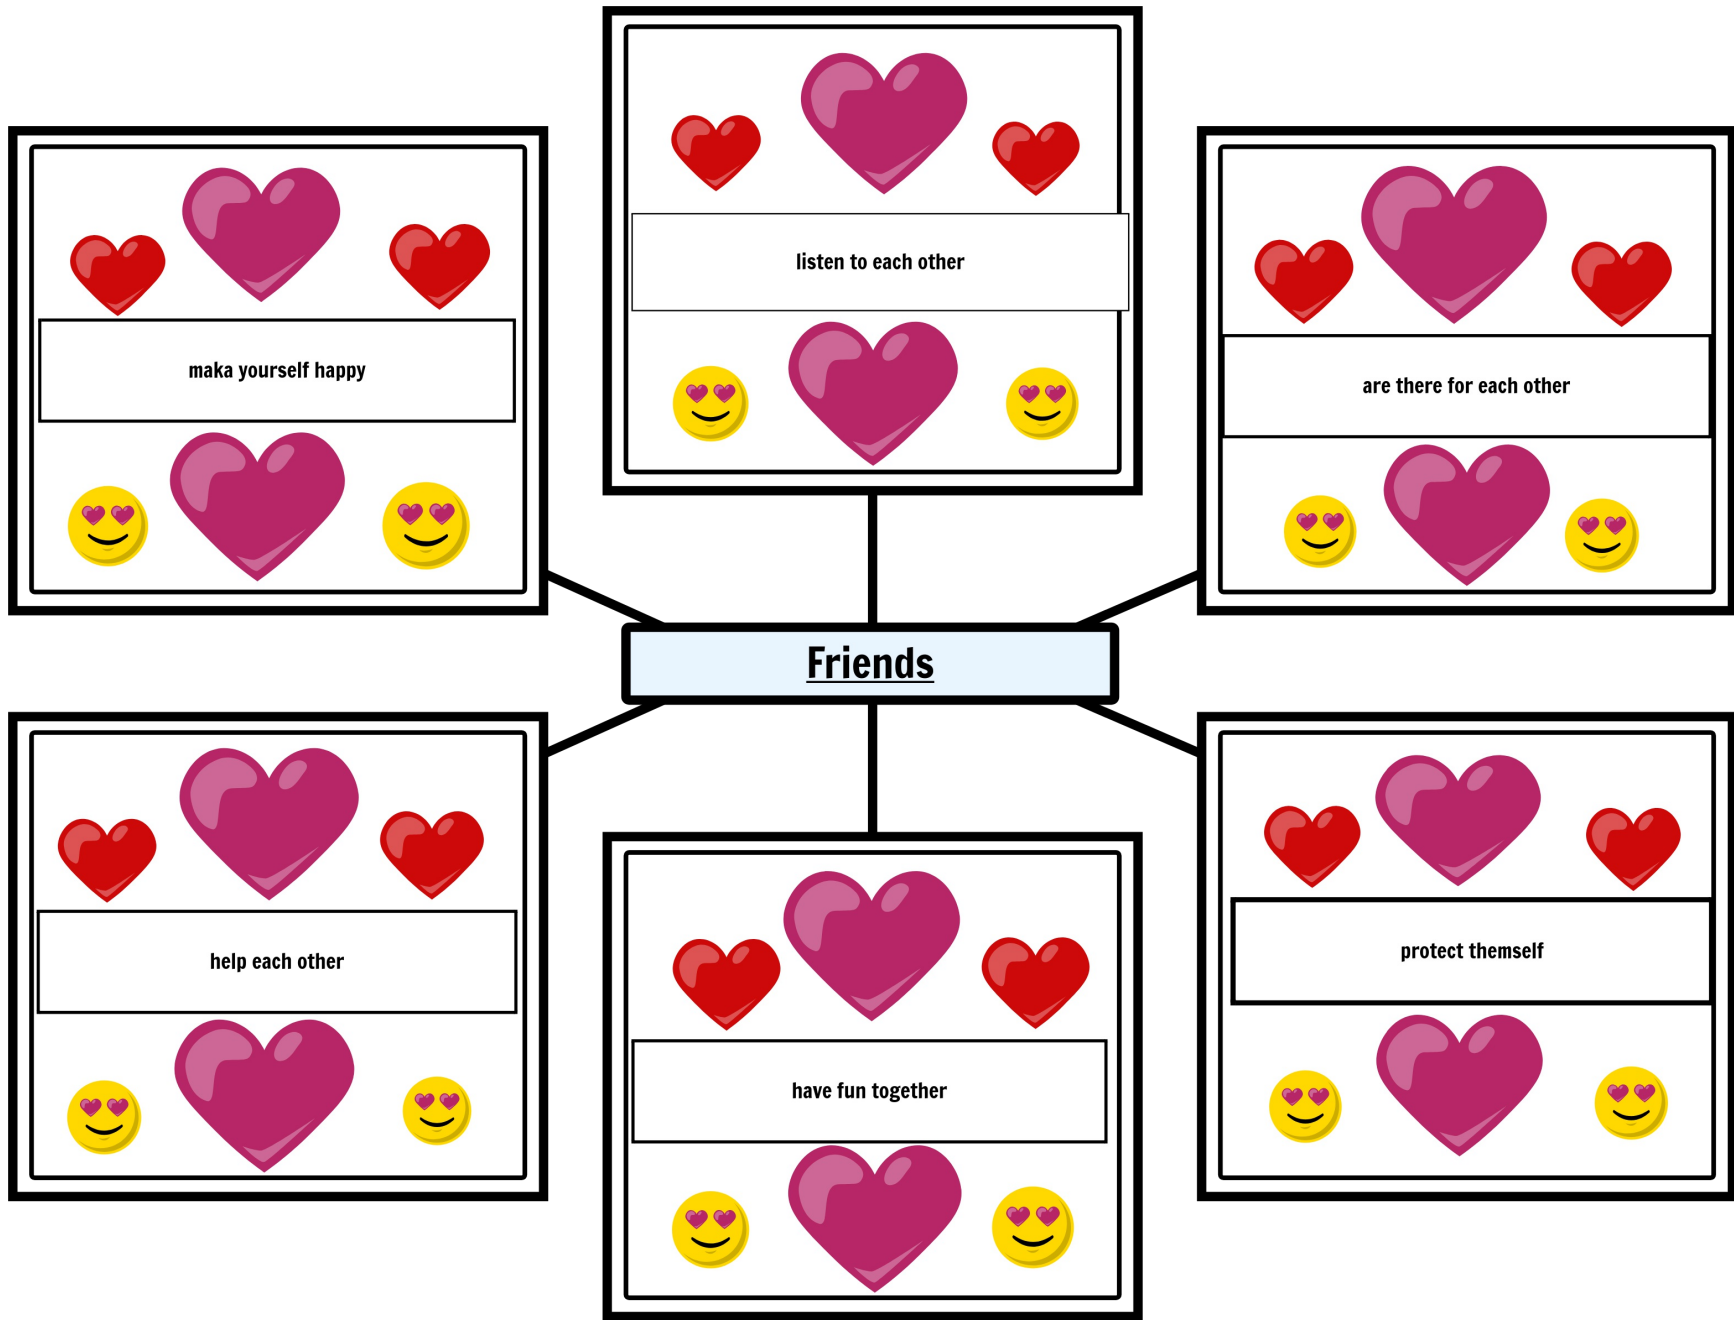 listen to each other
maka yourself happy
are there for each other
Friends
help each other
have fun together
protect themself